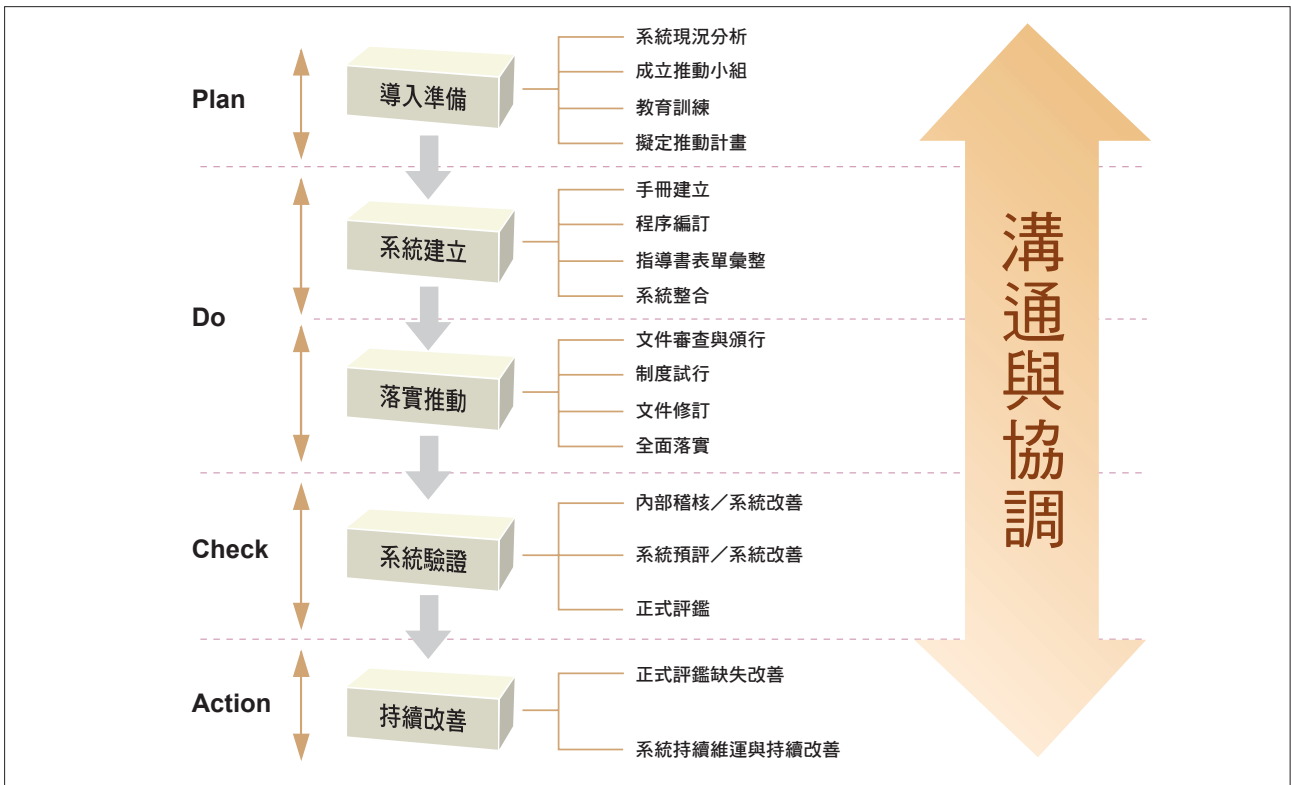 Plan
導入準備
系統現況分析
成立推動小組
教育訓練
擬定推動計畫
Do
系統建立
手冊建立
程序編訂
指導書表單彙整
系統整合
落實推動
文件審查與頒行
制度試行
文件修訂
全面落實
Check
系統驗證
內部稽核／系統改善
系統預評／系統改善
正式評鑑
Action
持續改善
正式評鑑缺失改善
系統持續維運與持續改善
溝通與協調